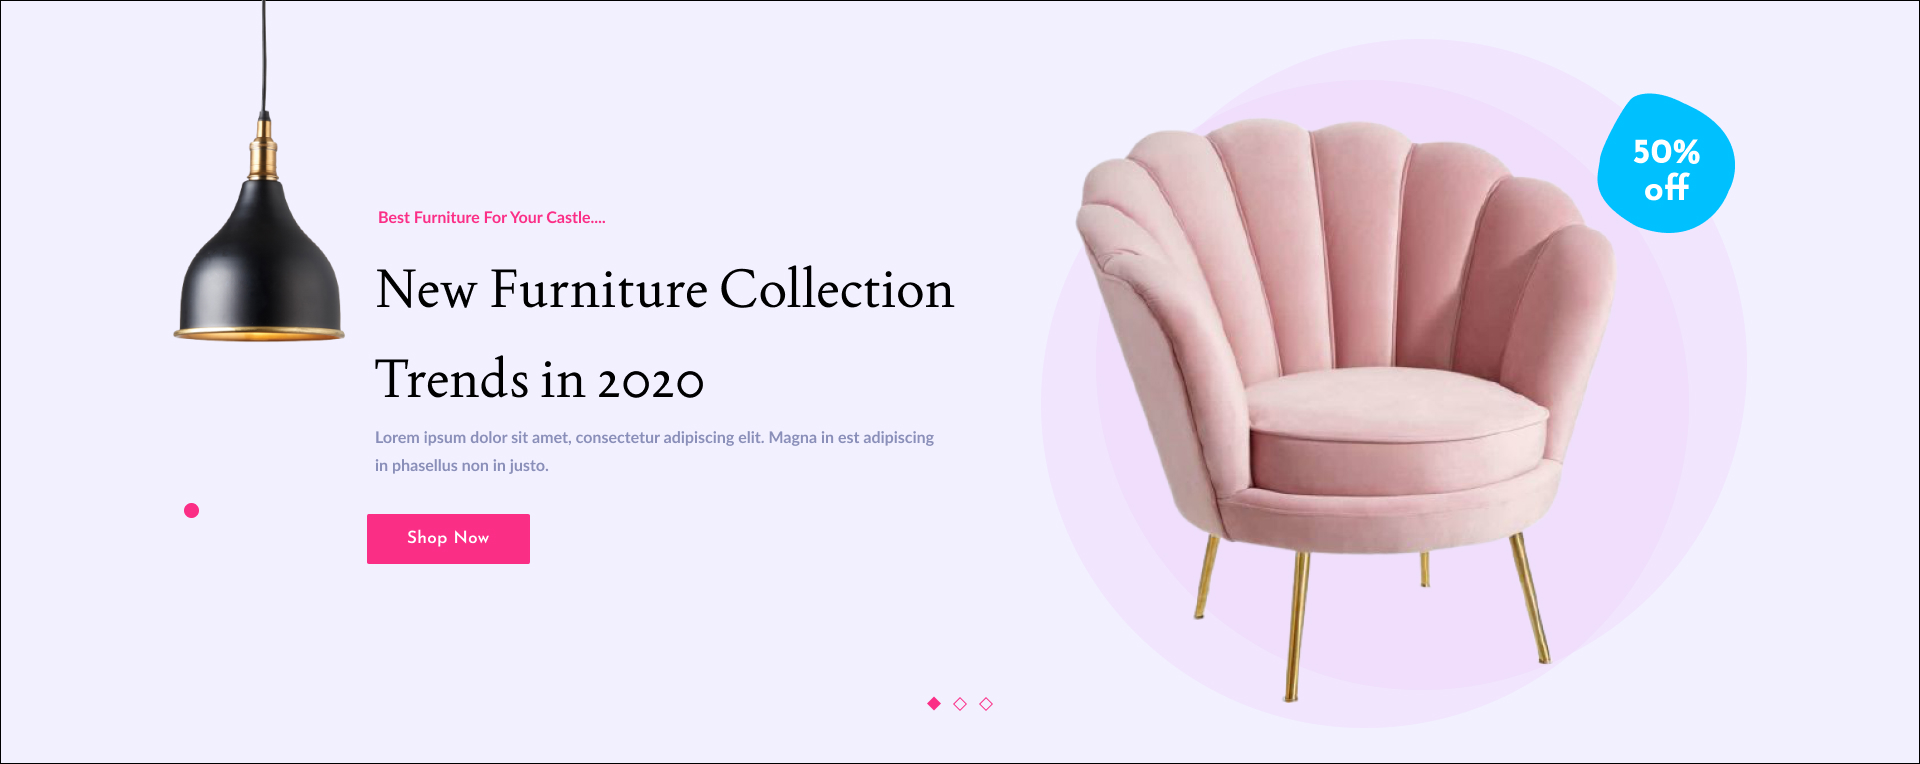 Best Furniture For Your Castle....
New Furniture Collection
Trends in 2020
Lorem ipsum dolor sit amet, consectetur adipiscing elit. Magna in est adipiscing
in phasellus non in justo.
Shop Now
50%
off